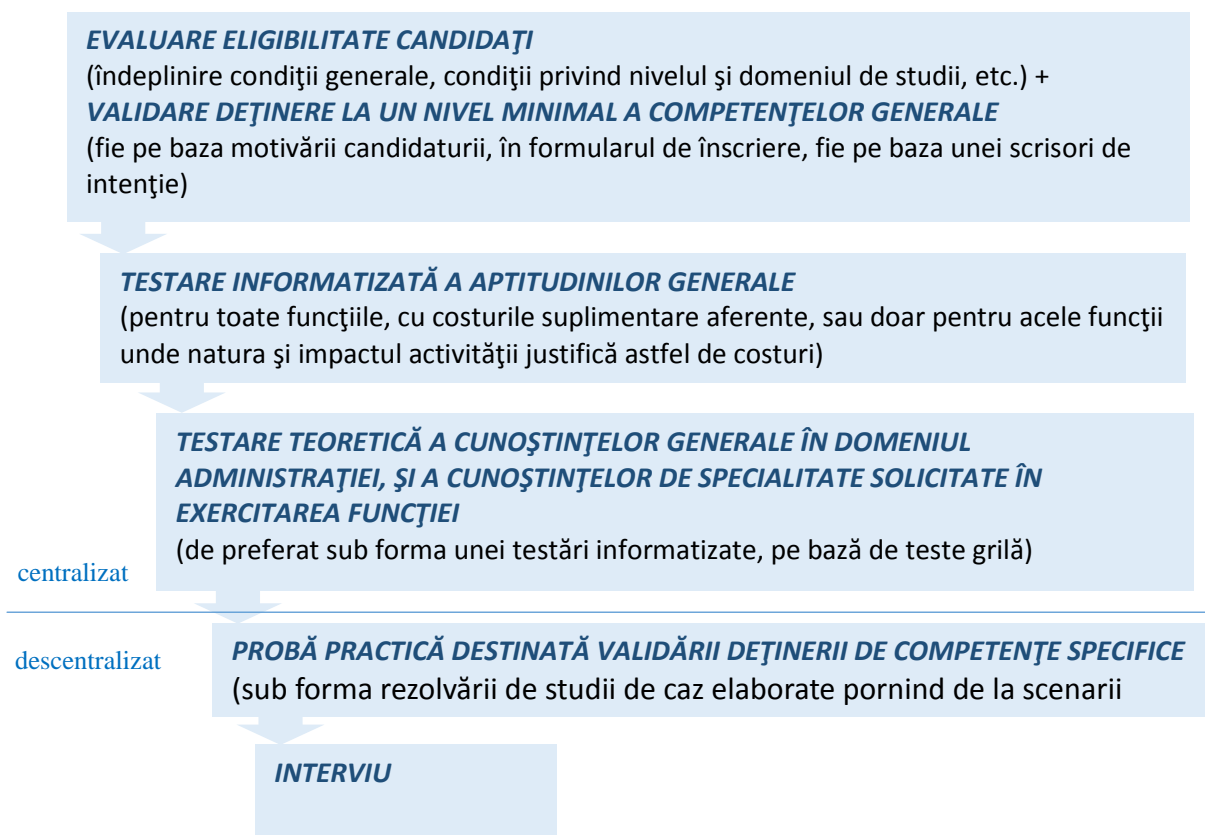 EVALUARE ELIGIBILITATE CANDIDAŢI
(îndeplinire condiţii generale, condiţii privind nivelul şi domeniul de studii, etc.) +
VALIDARE DEŢINERE LA UN NIVEL MINIMAL A COMPETENŢELOR GENERALE
(fie pe baza motivării candidaturii, în formularul de înscriere, fie pe baza unei scrisori de
intenţie)
TESTARE INFORMATIZATĂ A APTITUDINILOR GENERALE
(pentru toate funcţiile, cu costurile suplimentare aferente, sau doar pentru acele funcţii
unde natura şi impactul activităţii justifică astfel de costuri)
TESTARE TEORETICĂ A CUNOŞTINŢELOR GENERALE ÎN DOMENIUL
ADMINISTRAŢIEI, ŞI A CUNOŞTINŢELOR DE SPECIALITATE SOLICITATE ÎN
EXERCITAREA FUNCŢIEI
(de preferat sub forma unei testări informatizate, pe bază de teste grilă)
centralizat
descentralizat
PROBĂ PRACTICĂ DESTINATĂ VALIDĂRII DEŢINERII DE COMPETENŢE SPECIFICE
(sub forma rezolvării de studii de caz elaborate pornind de la scenarii
INTERVIU